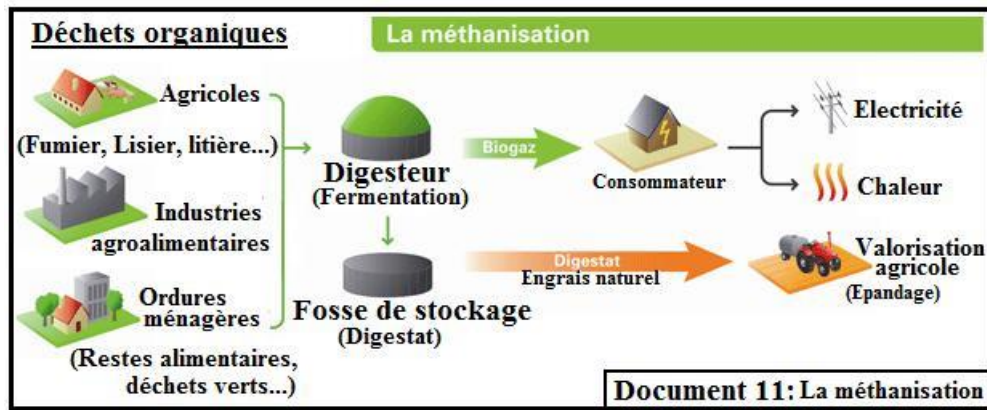 Déchets organiques
La méthanisation
Agricoles
(Fumier, Lisier, litière...)
Industries
agroalimentaires
Ordures
ménagères
(Restes alimentaires,
déchets verts...)
Digesteur
(Fermentation)
Fosse de stockage
(Digestat)
Biogaz
Consommateur
Electricité
Chaleur
Digestat
Engrais naturel
Valorisation
agricole
(Epandage)
Document 11: La méthanisation